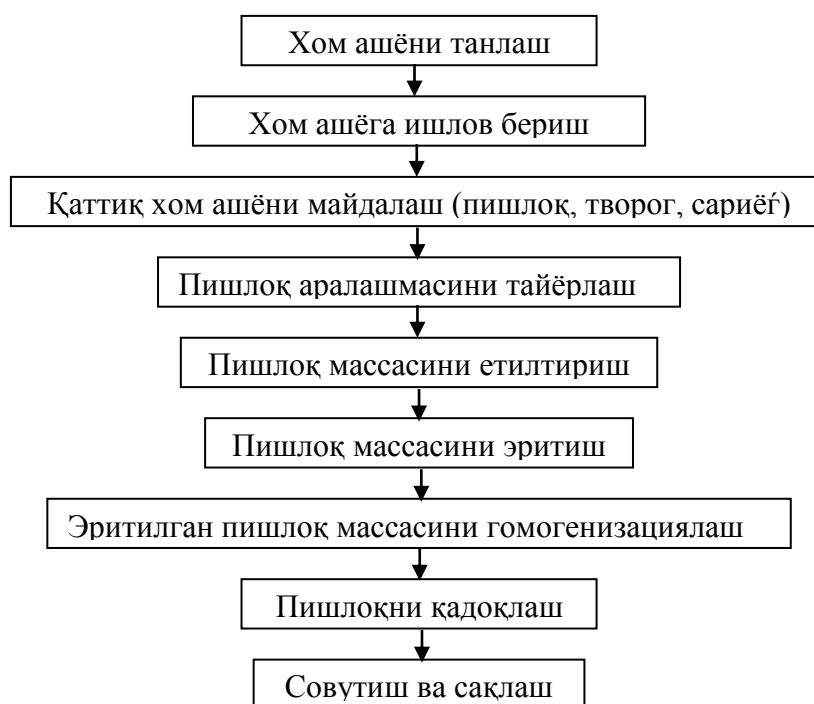 Хом ашёни танлаш
Хом ашёга ишлов бериш
Қаттиқ хом ашёни майдалаш (пишлоқ, творог, сариёѓ)
Пишлоқ аралашмасини тайёрлаш
Пишлоқ массасини етилтириш
Пишлоқ массасини эритиш
Эритилган пишлоқ массасини гомогенизациялаш
Пишлоқни қадоқлаш
Совутиш ва сақлаш